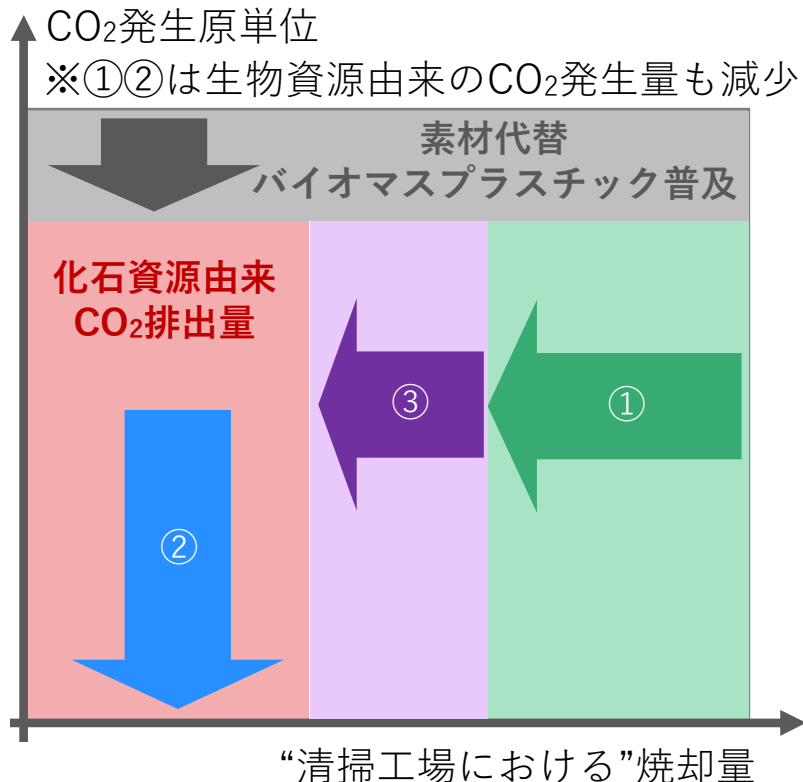 CO₂発生原単位
※①②は生物資源由来のCO₂発生量も減少
素材代替
バイオマスプラスチック普及
化石資源由来
CO₂排出量
③
①
②
“清掃工場における”焼却量